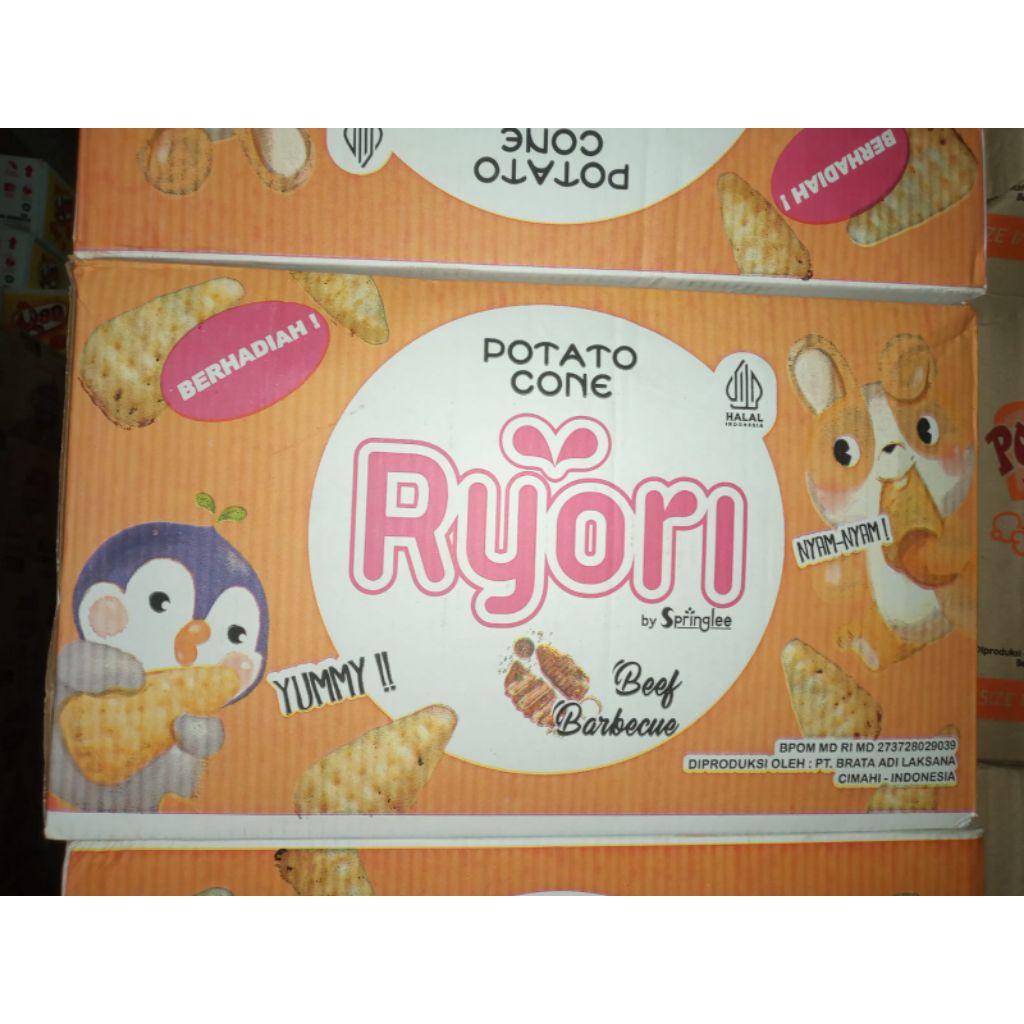 POTATO
CONE
BERHADIAH !
BERHADIAH !
POTATO
CONE
HALAL
INDONESIA
Ryori
by Springlee
NYAM-NYAM !
YUMMY !!
Beef
Barbecue
BPOM MD RI MD 273728029039
DIPRODUKSI OLEH : PT. BRATA ADI LAKSANA
CIMAHI - INDONESIA